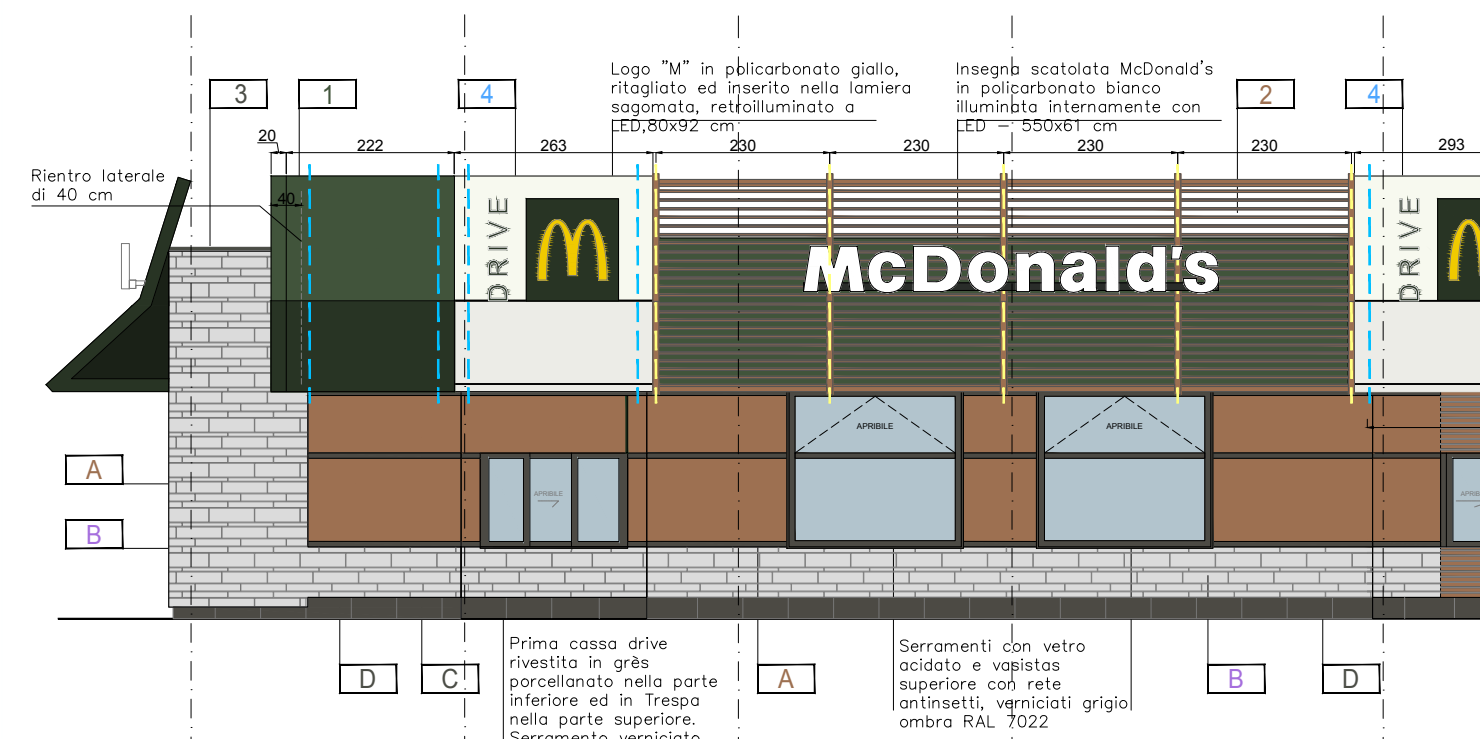 Logo "M" in policarbonato giallo,
ritagliato ed inserito nella lamiera
sagomata, retroilluminato a
LED,80x92 cm
Insegna scatolata McDonald's
in policarbonato bianco
illuminata internamente con
LED - 550x61 cm
3
1
4
2
4
20
222
263
230
230
230
230
293
Rientro laterale
di 40 cm
40
DRIVE
McDonald's
DRIVE
APRIBILE
APRIBILE
A
APRIBILE
B
Prima cassa drive
rivestita in grès
porcellanato nella parte
inferiore ed in Trespa
nella parte superiore.
Serramento verniciato
Serramenti con vetro
acidato e vasistas
superiore con rete
antinsetti, verniciati grigio
ombra RAL 7022
D
C
A
B
D